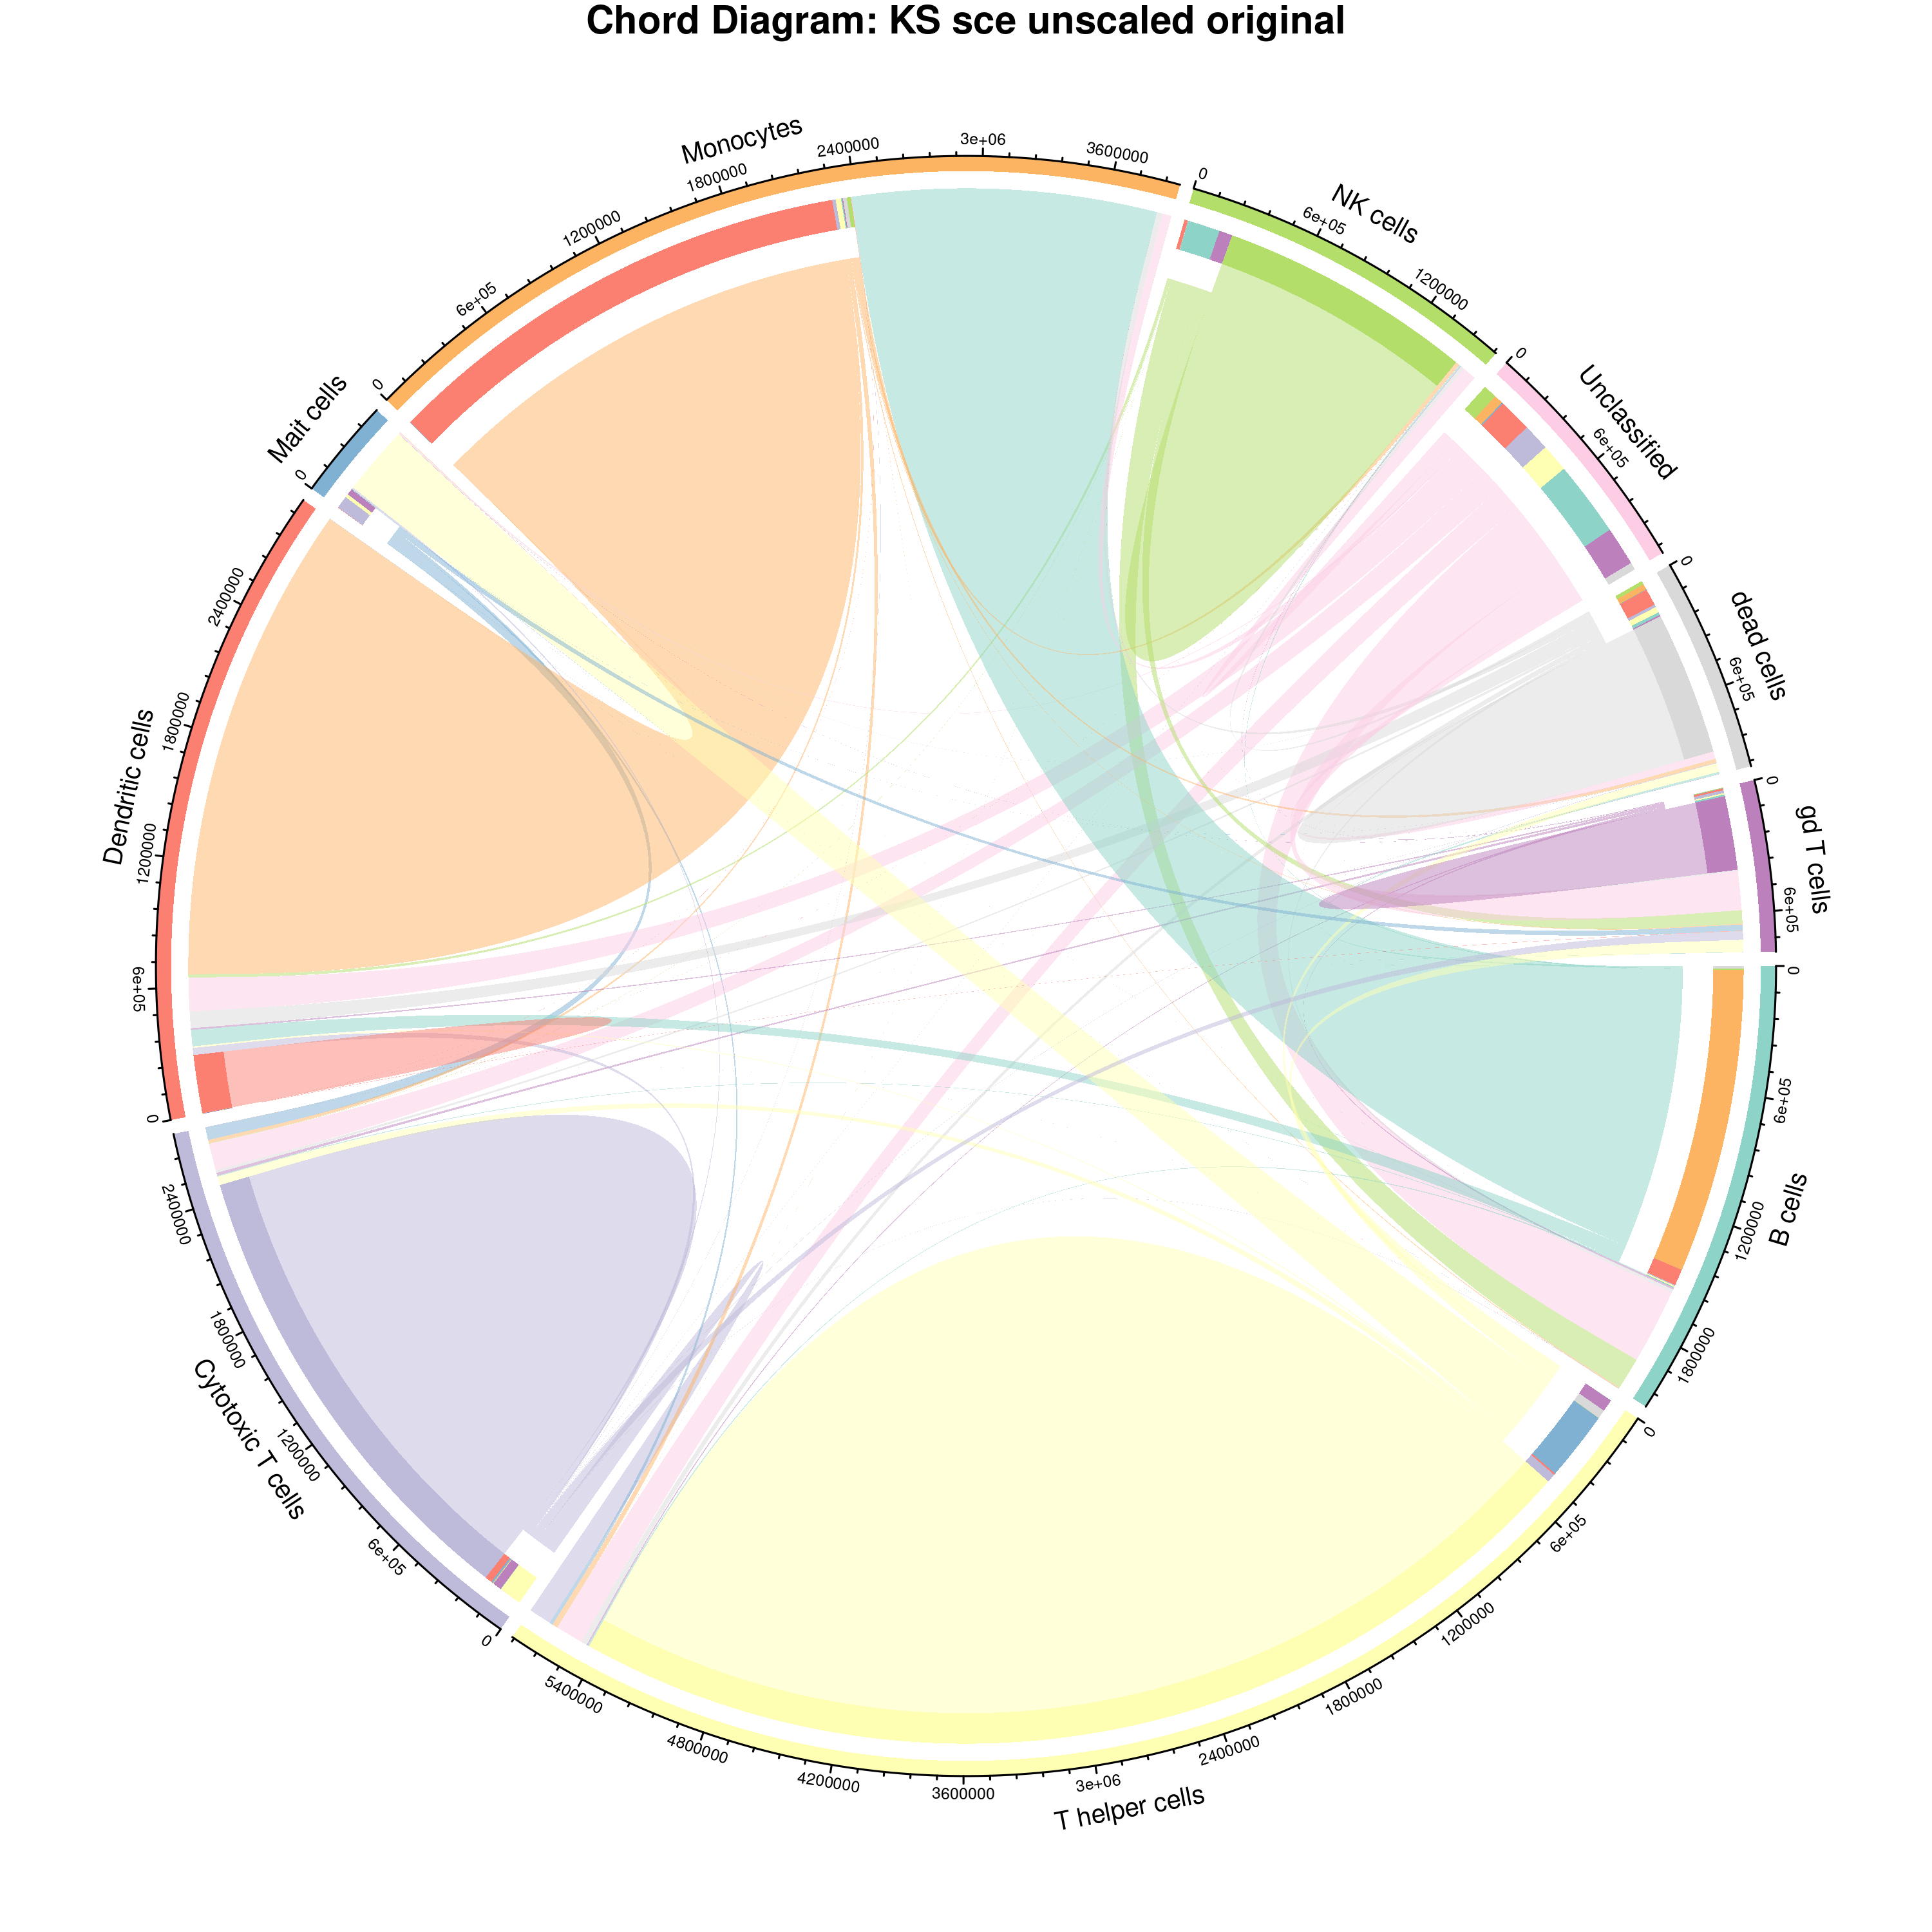 Chord Diagram: KS sce unscaled original
Monocytes
0
6e+05
1200000
1800000
2400000
3e+06
3600000
NK cells
0
6e+05
1200000
Unclassified
0
6e+05
dead cells
0
6e+05
gd T cells
0
6e+05
B cells
0
6e+05
1200000
1800000
T helper cells
0
6e+05
1200000
1800000
2400000
3e+06
3600000
4200000
4800000
5400000
Cytotoxic T cells
0
6e+05
1200000
1800000
2400000
Dendritic cells
0
6e+05
1200000
1800000
2400000
Mait cells
0